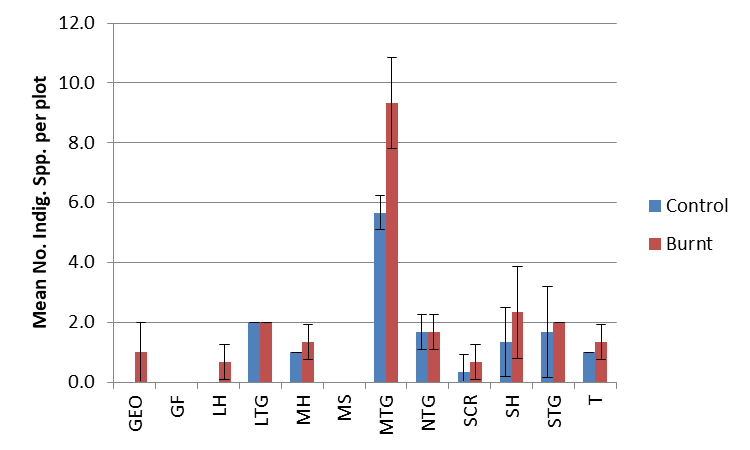 Mean No. Indig. Spp. per plot
12.0
10.0
8.0
6.0
4.0
2.0
0.0
GEO
GF
LH
LTG
MH
MS
MTG
NTG
SCR
SH
STG
T
Control
Burnt